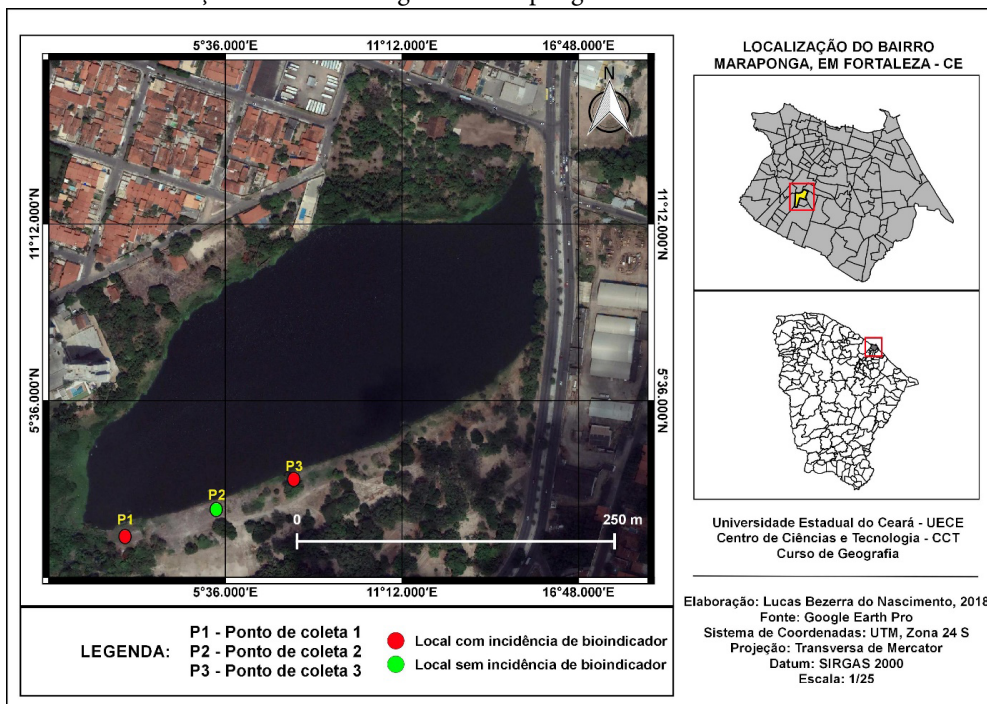 5°36.000'E 11°12.000'E 16°48.000'E
N
11°12.000'N
5°36.000'N
11°12.000'N
5°36.000'N
P1
P2
P3
0 250 m
5°36.000'E 11°12.000'E 16°48.000'E
LEGENDA:
P1 - Ponto de coleta 1
P2 - Ponto de coleta 2
P3 - Ponto de coleta 3
Local com incidência de bioindicador
Local sem incidência de bioindicador
LOCALIZAÇÃO DO BAIRRO
MARAPONGA, EM FORTALEZA - CE
Universidade Estadual do Ceará - UECE
Centro de Ciências e Tecnologia - CCT
Curso de Geografia
Elaboração: Lucas Bezerra do Nascimento, 2018
Fonte: Google Earth Pro
Sistema de Coordenadas: UTM, Zona 24 S
Projeção: Transversa de Mercator
Datum: SIRGAS 2000
Escala: 1/25